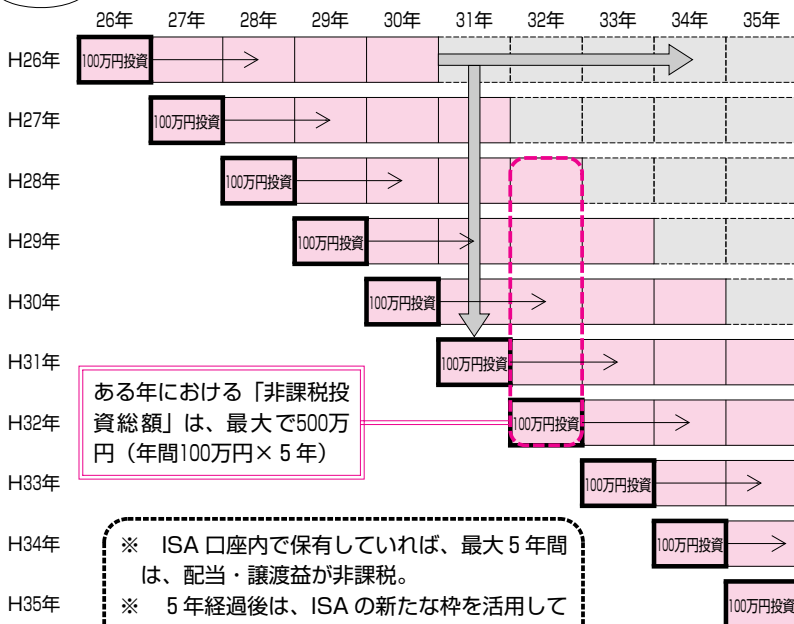 26年 27年 28年 29年 30年 31年 32年 33年 34年 35年
H26年 100万円投資
H27年 100万円投資
H28年 100万円投資
H29年 100万円投資
H30年 100万円投資
H31年 100万円投資
H32年 100万円投資
H33年 100万円投資
H34年 100万円投資
H35年 100万円投資
ある年における「非課税投
資総額」は、最大で500万
円（年間100万円×5年）
※ ISA口座内で保有していれば、最大5年間
は、配当・譲渡益が非課税。
※ 5年経過後は、ISAの新たな枠を活用して